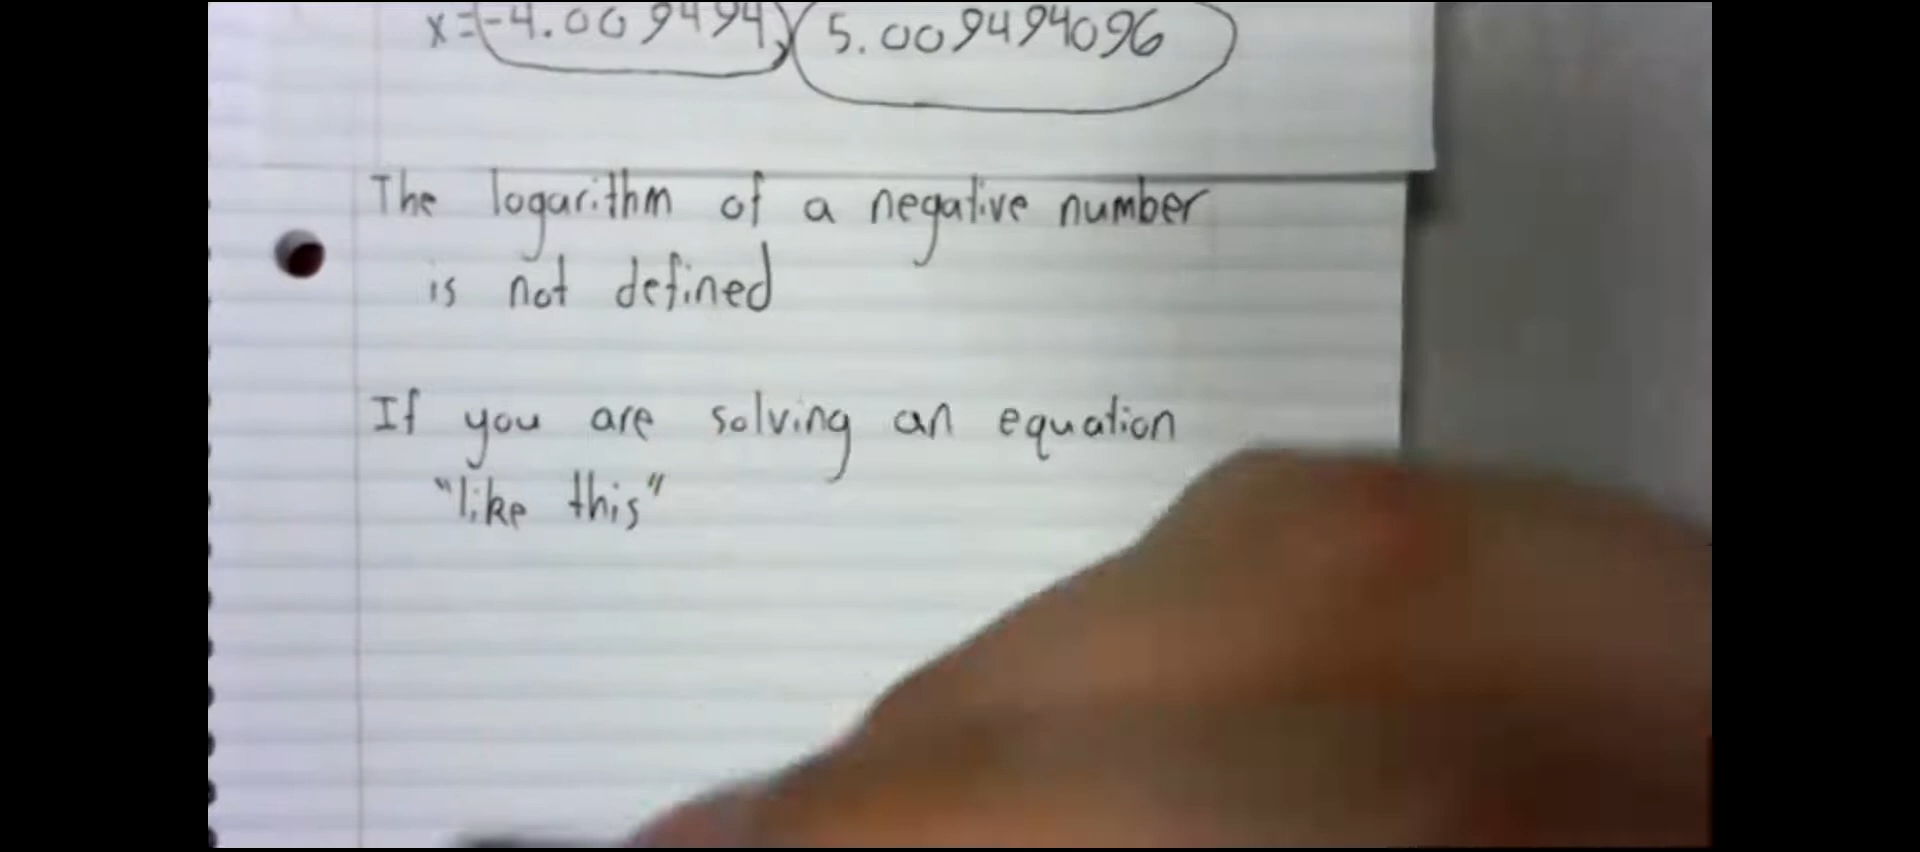 x=-4.009494, 5.009494096
The logarithm of a negative number
is not defined
If you are solving an equation
"like this"